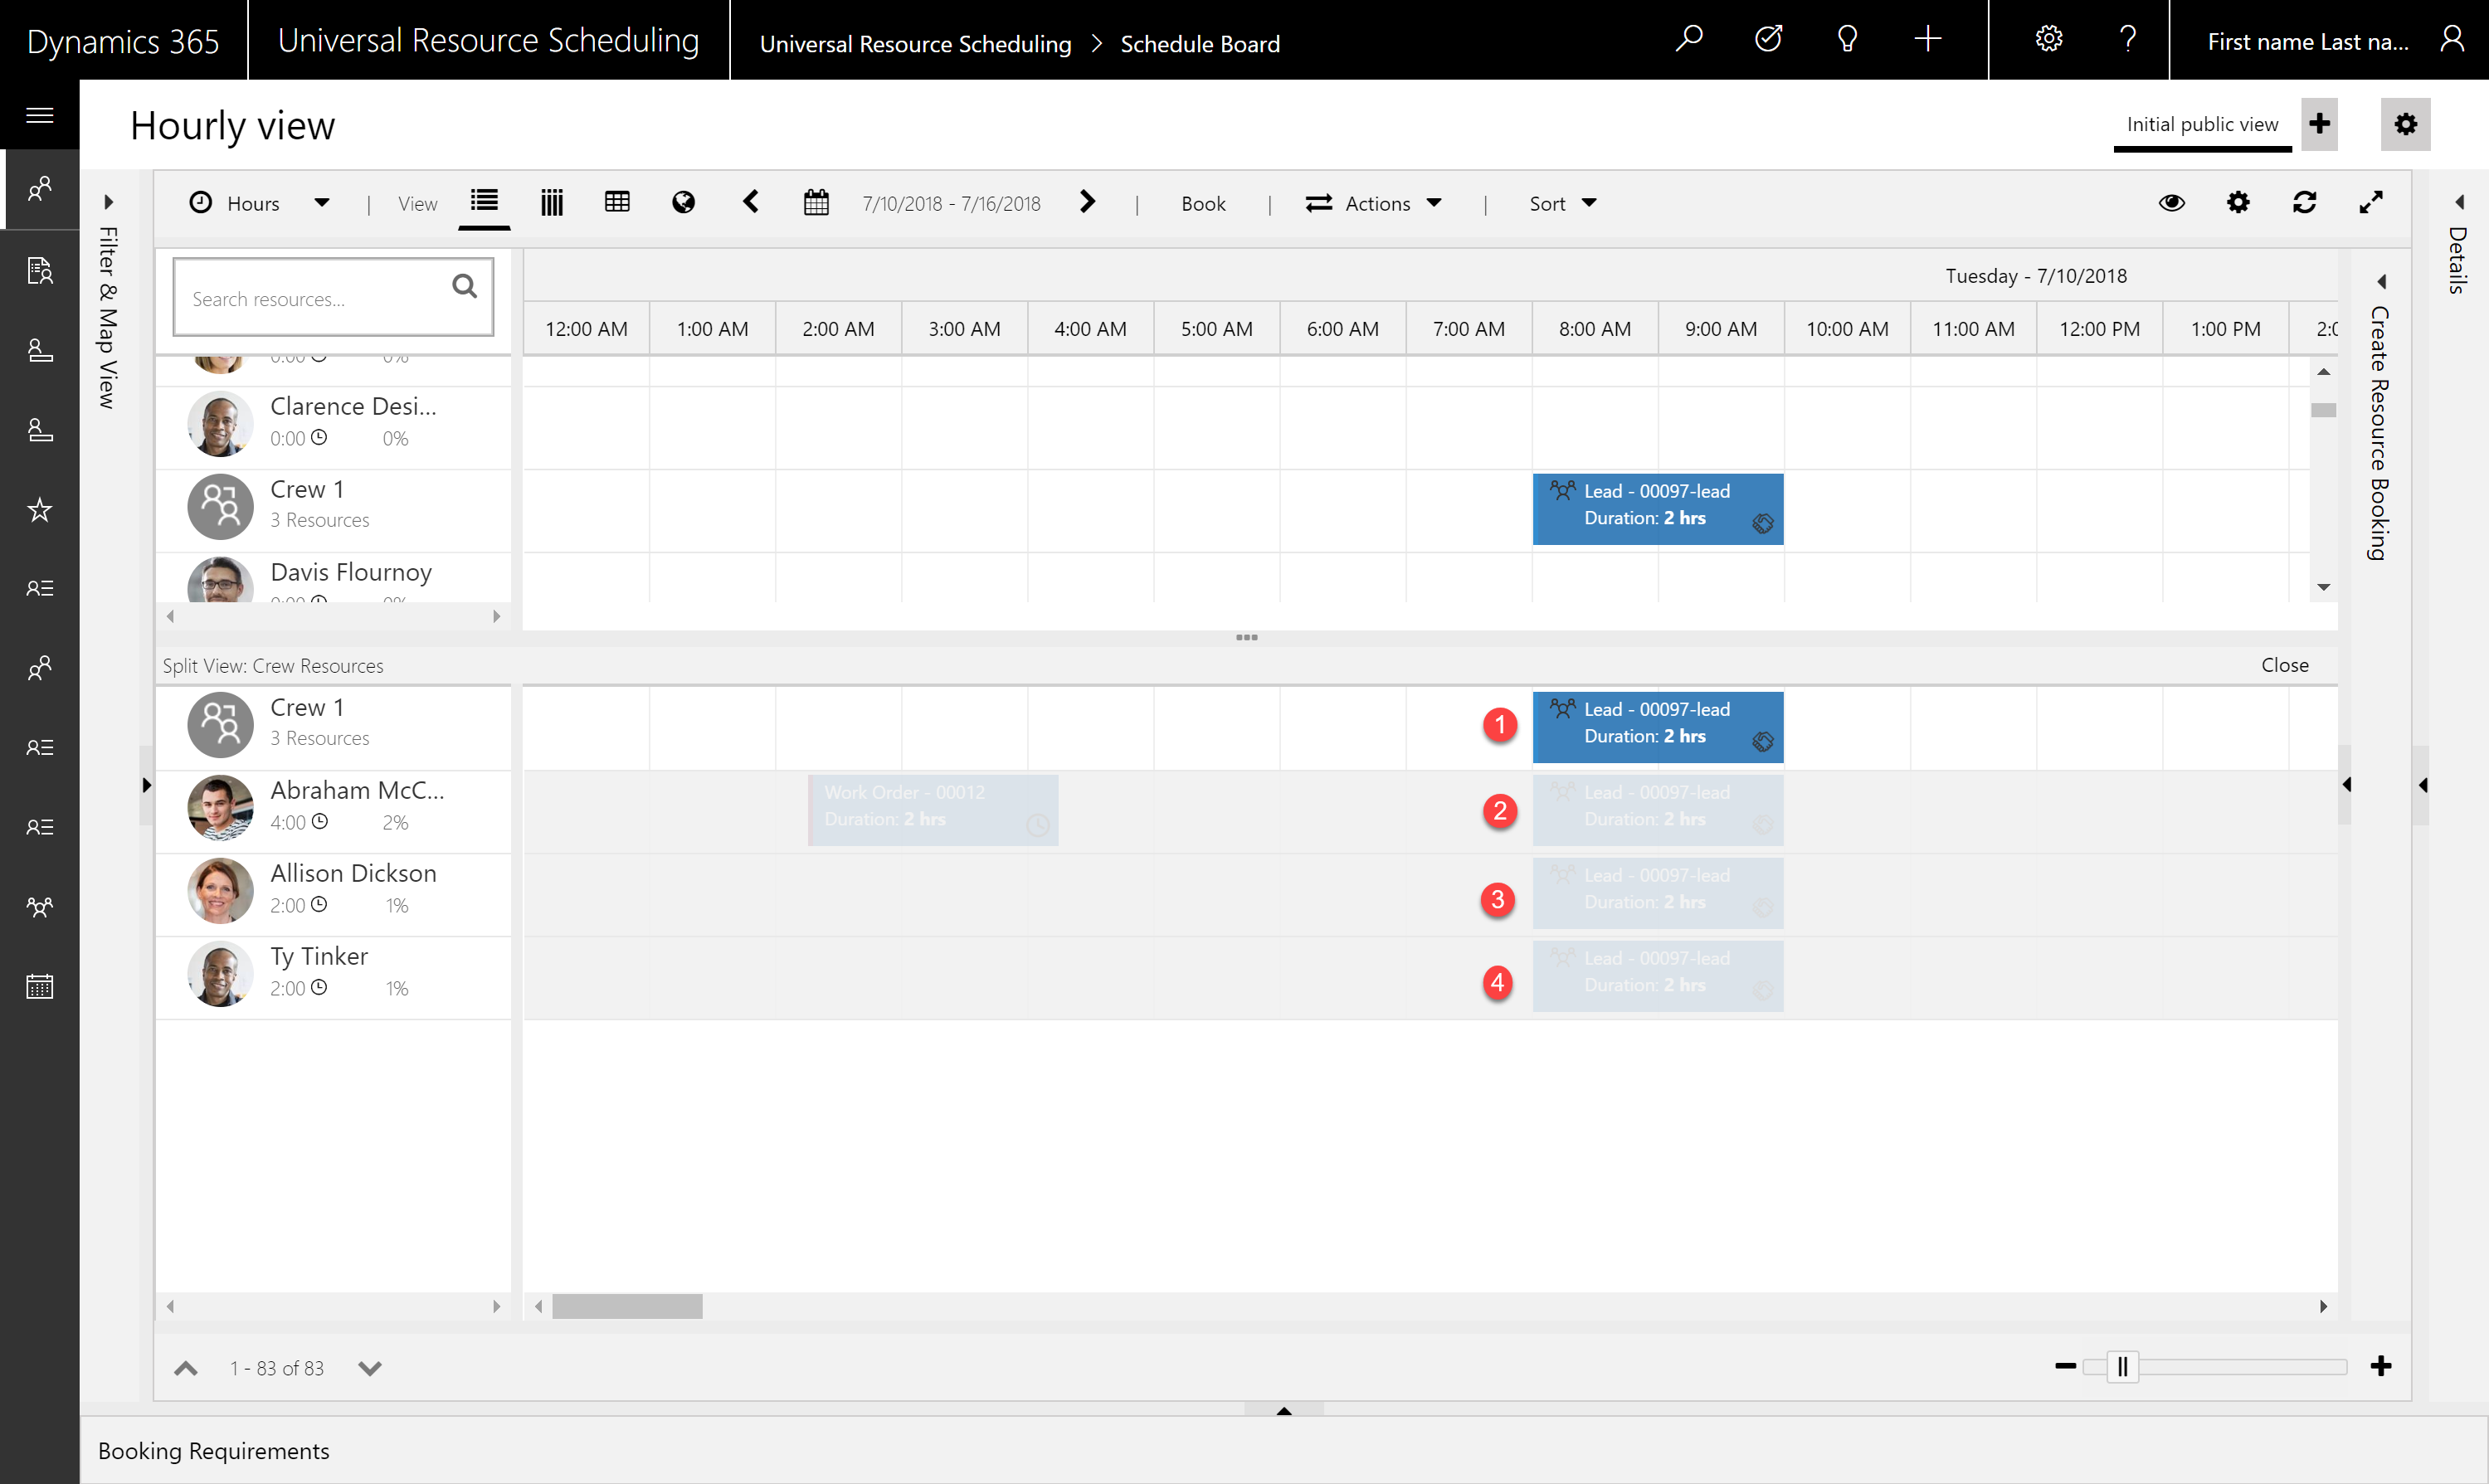 Dynamics 365
Universal Resource Scheduling
Universal Resource Scheduling > Schedule Board
First name Last na...
Hourly view
Initial public view
Filter & Map View
Hours
View
7/10/2018 - 7/16/2018
Book
Actions
Sort
Details
Create Resource Booking
Search resources...
Tuesday - 7/10/2018
12:00 AM 1:00 AM 2:00 AM 3:00 AM 4:00 AM 5:00 AM 6:00 AM 7:00 AM 8:00 AM 9:00 AM 10:00 AM 11:00 AM 12:00 PM 1:00 PM
0:00 0%
Clarence Desi...
0:00 0%
Crew 1
3 Resources
Lead - 00097-lead
Duration: 2 hrs
Davis Flournoy
0:00 0%
Split View: Crew Resources
Close
Crew 1
3 Resources
1
Lead - 00097-lead
Duration: 2 hrs
Abraham McC...
4:00 2%
Work Order - 00012
Duration: 2 hrs
2
Lead - 00097-lead
Duration: 2 hrs
Allison Dickson
2:00 1%
3
Lead - 00097-lead
Duration: 2 hrs
Ty Tinker
2:00 1%
4
Lead - 00097-lead
Duration: 2 hrs
1 - 83 of 83
Booking Requirements